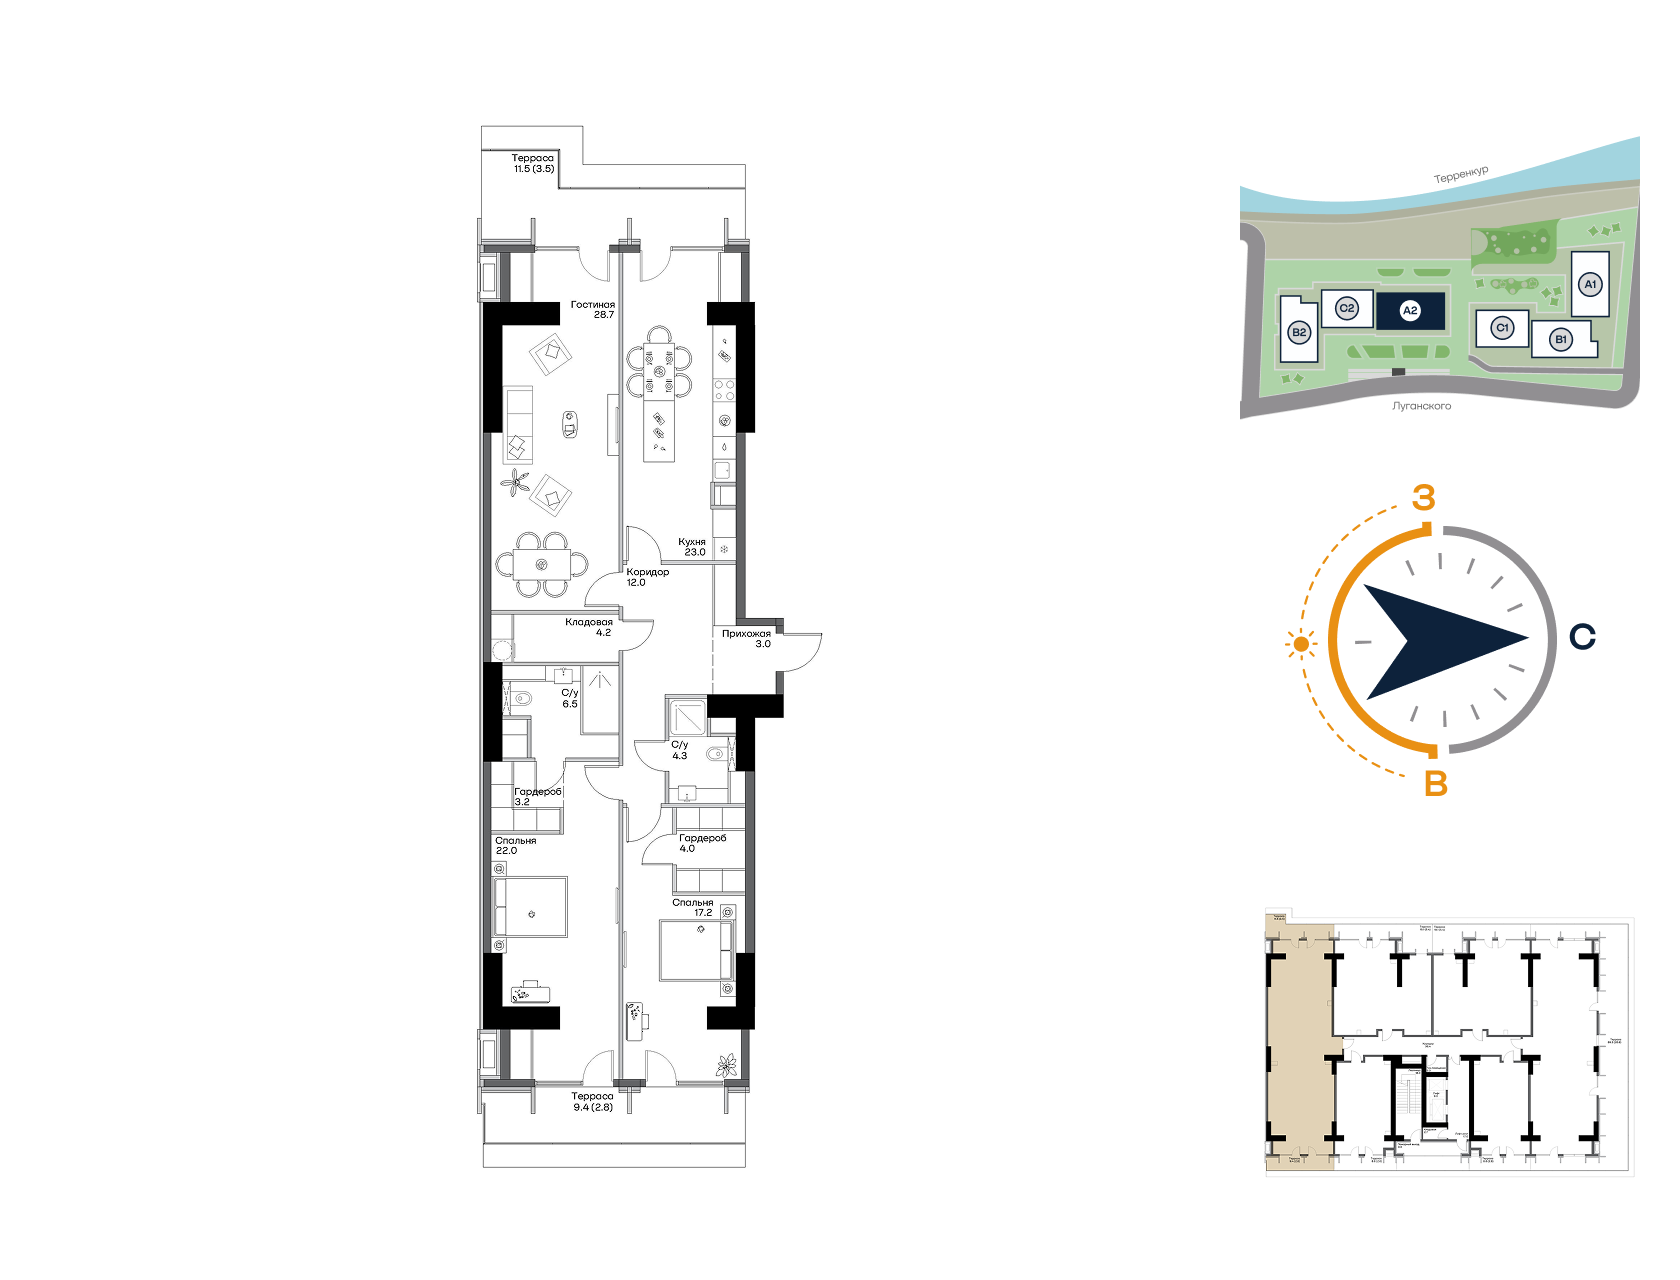 Терраса
11.5 (3.5)
Гостиная
28.7
Кухня
23.0
Коридор
12.0
Кладовая
4.2
Прихожая
3.0
С/у
6.5
С/у
4.3
Гардероб
3.2
Спальня
22.0
Гардероб
4.0
Спальня
17.2
Терраса
9.4 (2.8)
Терренкур
A1
C2
A2
B2
C1
B1
Луганского
З
С
В